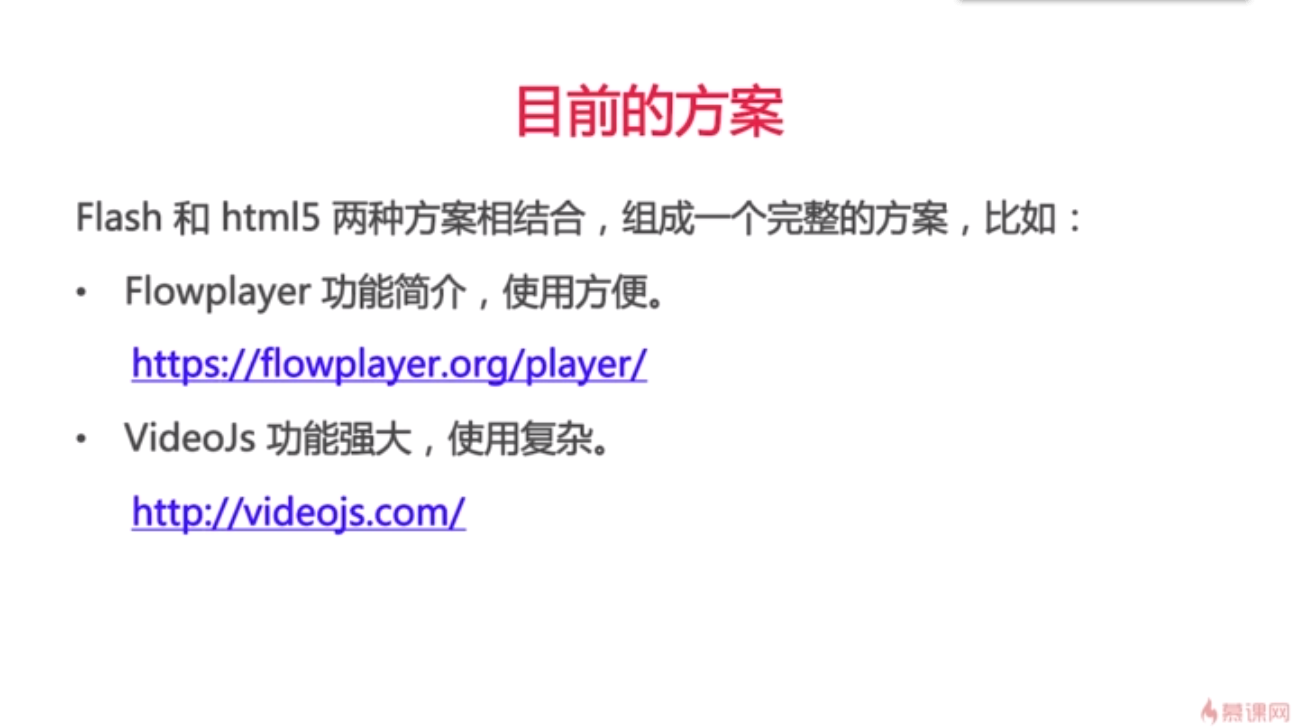 目前的方案
Flash 和 html5 两种方案相结合，组成一个完整的方案，比如：
• Flowplayer 功能简介，使用方便。
https://flowplayer.org/player/
• VideoJs 功能强大，使用复杂。
http://videojs.com/
慕课网